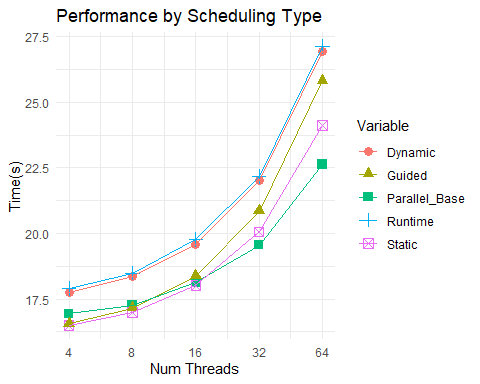 Performance by Scheduling Type
27.5
25.0
22.5
20.0
17.5
Time(s)
4 8 16 32 64
Num Threads
Variable
Dynamic
Guided
Parallel_Base
Runtime
Static